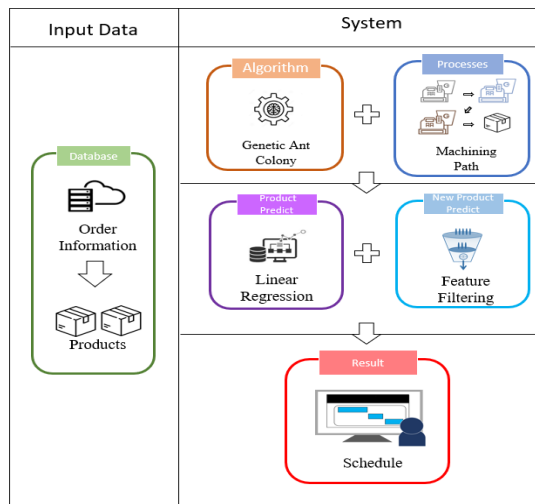 Input Data
System
Database
Order
Information
Products
Algorithm
Genetic Ant
Colony
Processes
Machining
Path
Product
Predict
Linear
Regression
New Product
Predict
Feature
Filtering
Result
Schedule